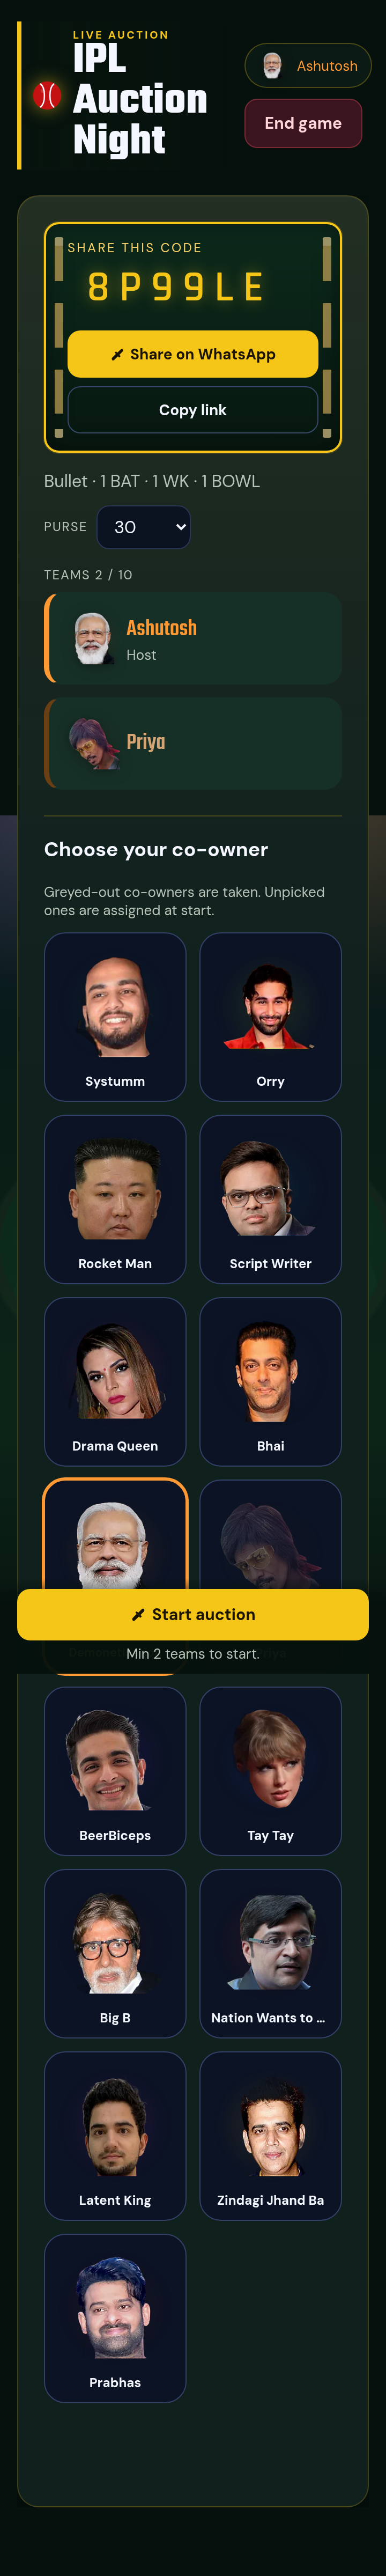 LIVE AUCTION
IPL
Auction
Night
Ashutosh
End game
SHARE THIS CODE
8P99LE
Share on WhatsApp
Copy link
Bullet · 1 BAT · 1 WK · 1 BOWL
PURSE 30
TEAMS 2 / 10
Ashutosh
Host
Priya
Choose your co-owner
Greyed-out co-owners are taken. Unpicked
ones are assigned at start.
Systumm
Orry
Rocket Man
Script Writer
Drama Queen
Bhai
Start auction
Min 2 teams to start.
BeerBiceps
Tay Tay
Big B
Nation Wants to ...
Latent King
Zindagi Jhand Ba
Prabhas